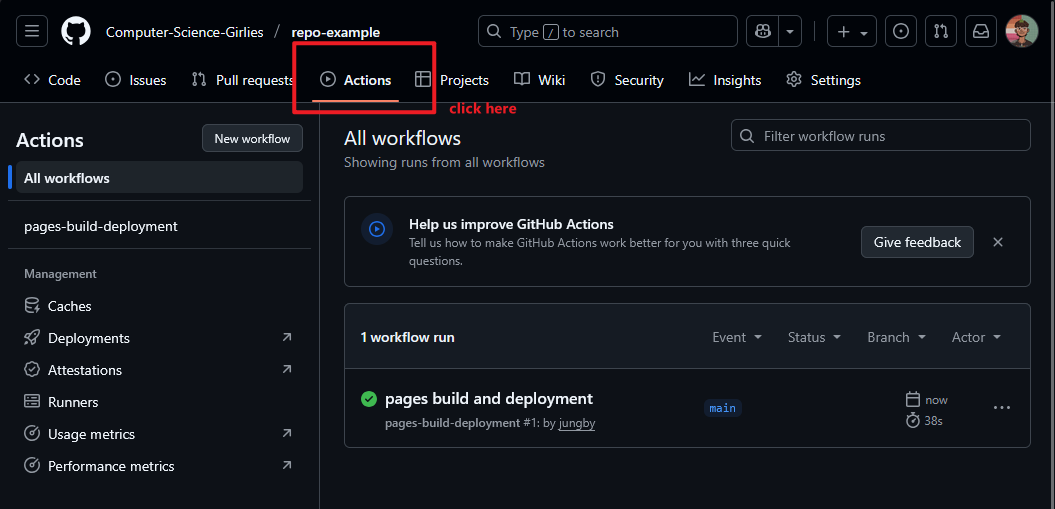 Computer-Science-Girlies / repo-example
Type / to search
Code Issues Pull requests Actions Projects Wiki Security Insights Settings
click here
Actions
New workflow
All workflows
pages-build-deployment
Management
Caches
Deployments
Attestations
Runners
Usage metrics
Performance metrics
All workflows
Showing runs from all workflows
Filter workflow runs
Help us improve GitHub Actions
Tell us how to make GitHub Actions work better for you with three quick
questions.
Give feedback
1 workflow run
Event Status Branch Actor
pages build and deployment
pages-build-deployment #1: by jungby
main
now
38s